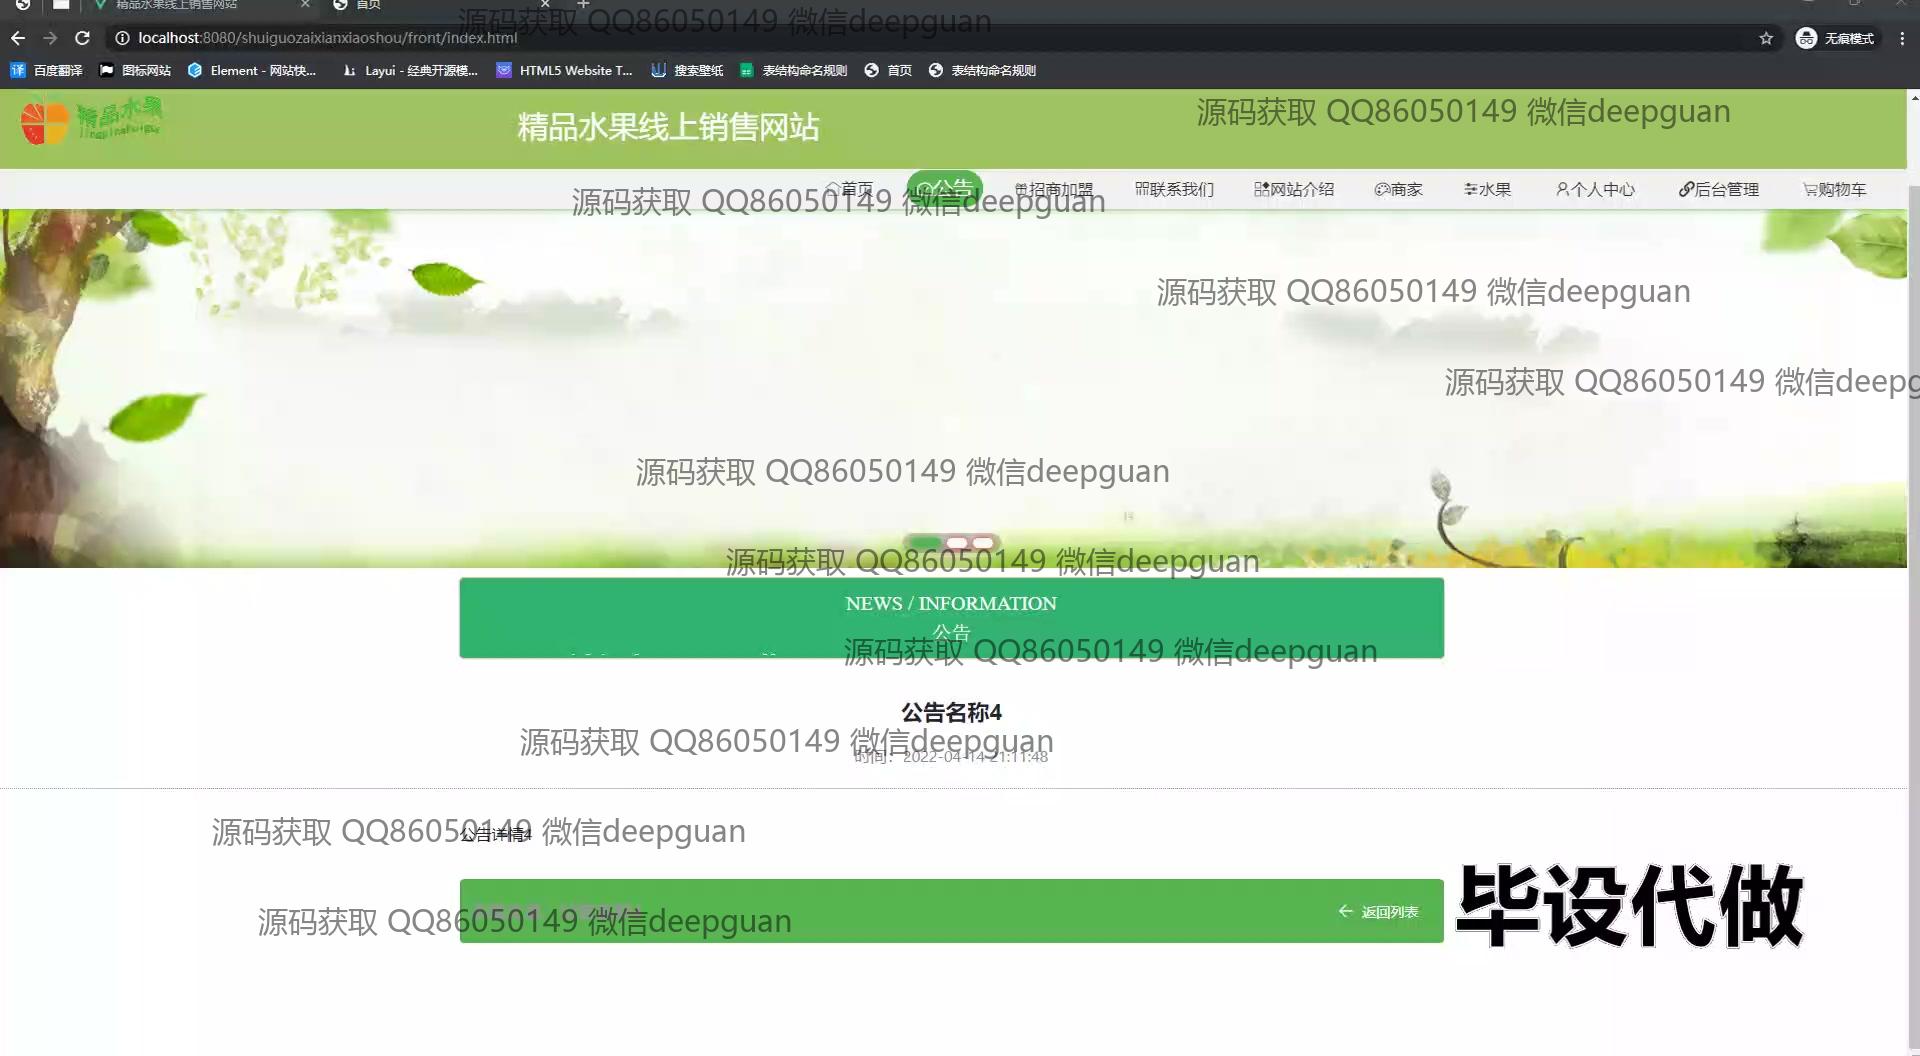 精品水果线上销售网站
首页
源码获取 QQ86050149 微信deepguan
localhost:8080/shuiguozaixianxiaoshou/front/index.html
无痕模式
百度翻译
图标网站
Element - 网站快...
Layui - 经典开源模...
HTML5 Website T...
搜索壁纸
表结构命名规则
首页
表结构命名规则
精品水果
精品水果线上销售网站
源码获取 QQ86050149 微信deepguan
首页
公告
招商加盟
联系我们
网站介绍
商家
水果
个人中心
后台管理
购物车
源码获取 QQ86050149 微信deepguan
源码获取 QQ86050149 微信deepguan
源码获取 QQ86050149 微信deepg
源码获取 QQ86050149 微信deepguan
源码获取 QQ86050149 微信deepguan
NEWS / INFORMATION
公告
源码获取 QQ86050149 微信deepguan
公告名称4
源码获取 QQ86050149 微信deepguan
时间：2022-04-14 21:11:48
源码获取 QQ86050149 微信deepguan
公告详情4
源码获取 QQ86050149 微信deepguan
返回列表
毕设代做